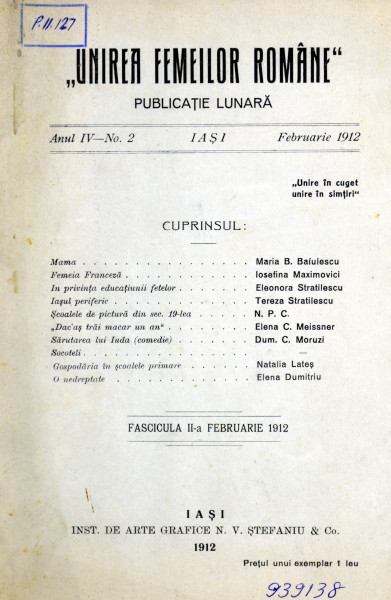 P.II.127
„UNIREA FEMEILOR ROMÂNE“
PUBLICAȚIE LUNARĂ
Anul IV—No. 2 IAȘI Februarie 1912
„Unire în cuget
unire în simțiri“
CUPRINSUL:
Mama . . . . . . . . . . . . . . . Maria B. Baiulescu
Femeia Franceză . . . . . . . . . . . Iosefina Maximovici
In privința educațiunii fetelor . . . . . . . Eleonora Stratilescu
Iașul periferic . . . . . . . . . . . . Tereza Stratilescu
Școalele de pictură din sec. 19-lea . . . . . N. P. C.
„Dac'aș trăi macar un an“ . . . . . . . . Elena C. Meissner
Sărutarea lui Iuda (comedie) . . . . . . . Dum. C. Moruzi
Socoteli . . . . . . . . . . . . . . —
Gospodăria în școalele primare . . . . . . Natalia Lateș
O nedreptate . . . . . . . . . . . . Elena Dumitriu
FASCICULA II-a FEBRUARIE 1912
IAȘI
INST. DE ARTE GRAFICE N. V. ȘTEFANIU & Co.
1912
Prețul unui exemplar 1 leu
939138